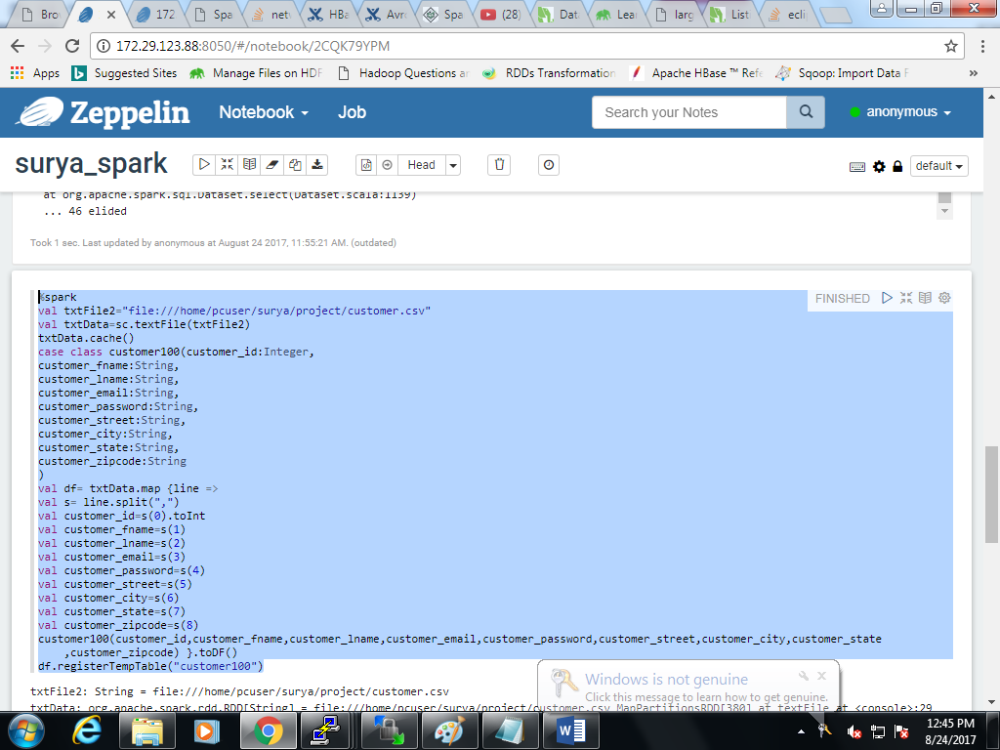 Bro
172
Spa
netv
HBa
Avro
Spa
(28)
Dat
Lea
larg
List
ecli
172.29.123.88:8050/#/notebook/2CQK79YPM
Apps
Suggested Sites
Manage Files on HDF
Hadoop Questions an
RDDs Transformation
Apache HBase ™ Refe
Sqoop: Import Data F
»
Zeppelin
Notebook
Job
Search your Notes
anonymous
surya_spark
Head
default
at org.apache.spark.sql.Dataset.select(Dataset.scala:1139)
... 46 elided
Took 1 sec. Last updated by anonymous at August 24 2017, 11:55:21 AM. (outdated)
FINISHED
%spark
val txtFile2="file:///home/pcuser/surya/project/customer.csv"
val txtData=sc.textFile(txtFile2)
txtData.cache()
case class customer100(customer_id:Integer,
customer_fname:String,
customer_lname:String,
customer_email:String,
customer_password:String,
customer_street:String,
customer_city:String,
customer_state:String,
customer_zipcode:String
)
val df= txtData.map {line =>
val s= line.split(",")
val customer_id=s(0).toInt
val customer_fname=s(1)
val customer_lname=s(2)
val customer_email=s(3)
val customer_password=s(4)
val customer_street=s(5)
val customer_city=s(6)
val customer_state=s(7)
val customer_zipcode=s(8)
customer100(customer_id,customer_fname,customer_lname,customer_email,customer_password,customer_street,customer_city,customer_state
,customer_zipcode) }.toDF()
df.registerTempTable("customer100")
txtFile2: String = file:///home/pcuser/surya/project/customer.csv
txtData: org.apache.spark.rdd.RDD[String] = file:///home/pcuser/surya/project/customer.csv MapPartitionsRDD[380] at textFile at <console>:29
Windows is not genuine
Click this message to learn how to get genuine.
12:45 PM
8/24/2017